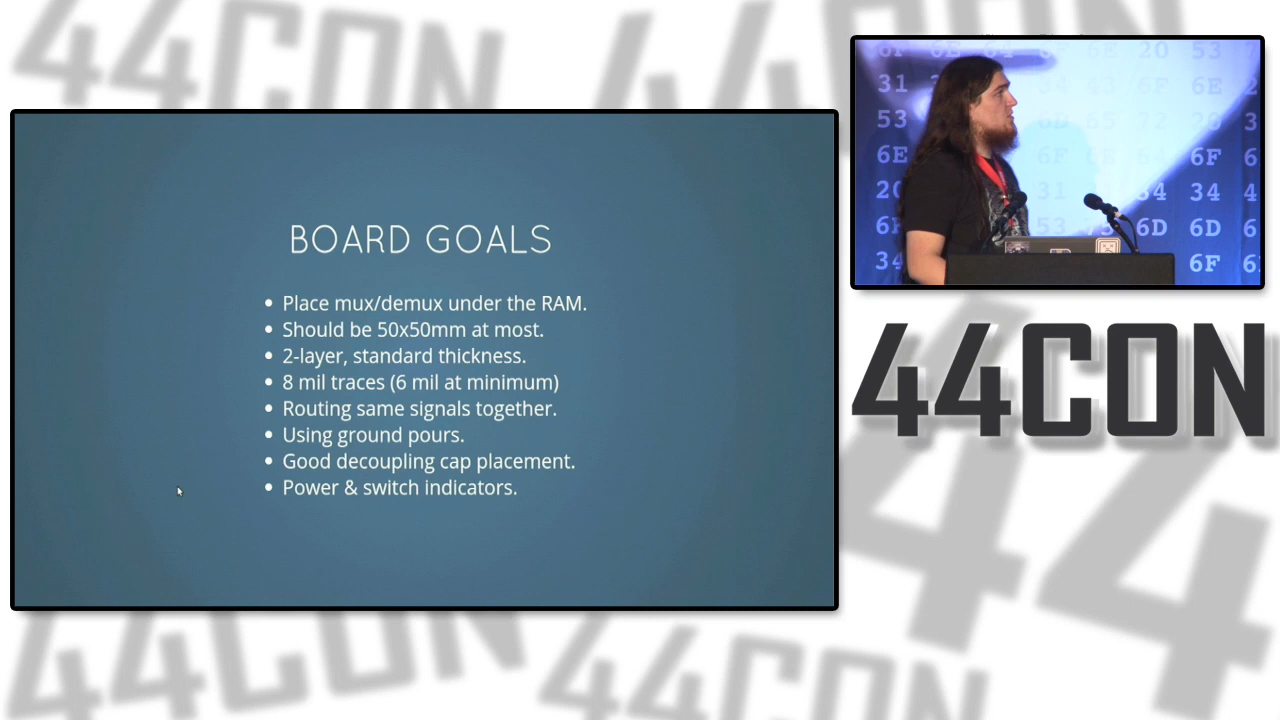 BOARD GOALS
• Place mux/demux under the RAM.
• Should be 50x50mm at most.
• 2-layer, standard thickness.
• 8 mil traces (6 mil at minimum)
• Routing same signals together.
• Using ground pours.
• Good decoupling cap placement.
• Power & switch indicators.
44CON